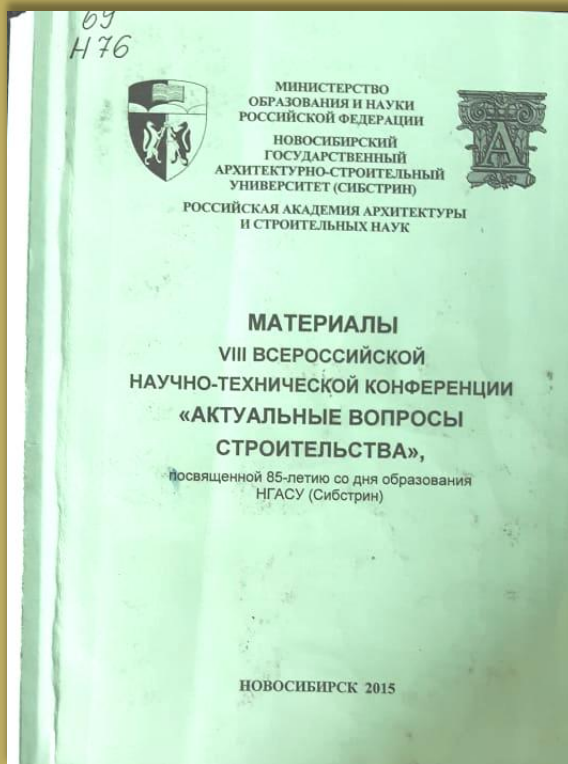 69
Н76
МИНИСТЕРСТВО
ОБРАЗОВАНИЯ И НАУКИ
РОССИЙСКОЙ ФЕДЕРАЦИИ
НОВОСИБИРСКИЙ
ГОСУДАРСТВЕННЫЙ
АРХИТЕКТУРНО-СТРОИТЕЛЬНЫЙ
УНИВЕРСИТЕТ (СИБСТРИН)
РОССИЙСКАЯ АКАДЕМИЯ АРХИТЕКТУРЫ
И СТРОИТЕЛЬНЫХ НАУК
А
МАТЕРИАЛЫ
VIII ВСЕРОССИЙСКОЙ
НАУЧНО-ТЕХНИЧЕСКОЙ КОНФЕРЕНЦИИ
«АКТУАЛЬНЫЕ ВОПРОСЫ
СТРОИТЕЛЬСТВА»,
посвященной 85-летию со дня образования
НГАСУ (Сибстрин)
НОВОСИБИРСК 2015